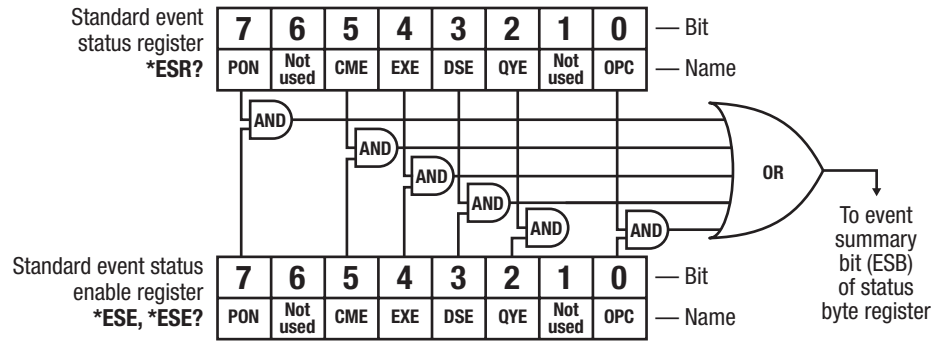 Standard event
status register
*ESR?
7 6 5 4 3 2 1 0 — Bit
PON Not used CME EXE DSE QYE Not used OPC — Name
AND
AND
AND
AND
AND
AND
OR
To event
summary
bit (ESB)
of status
byte register
Standard event status
enable register
*ESE, *ESE?
7 6 5 4 3 2 1 0 — Bit
PON Not used CME EXE DSE QYE Not used OPC — Name